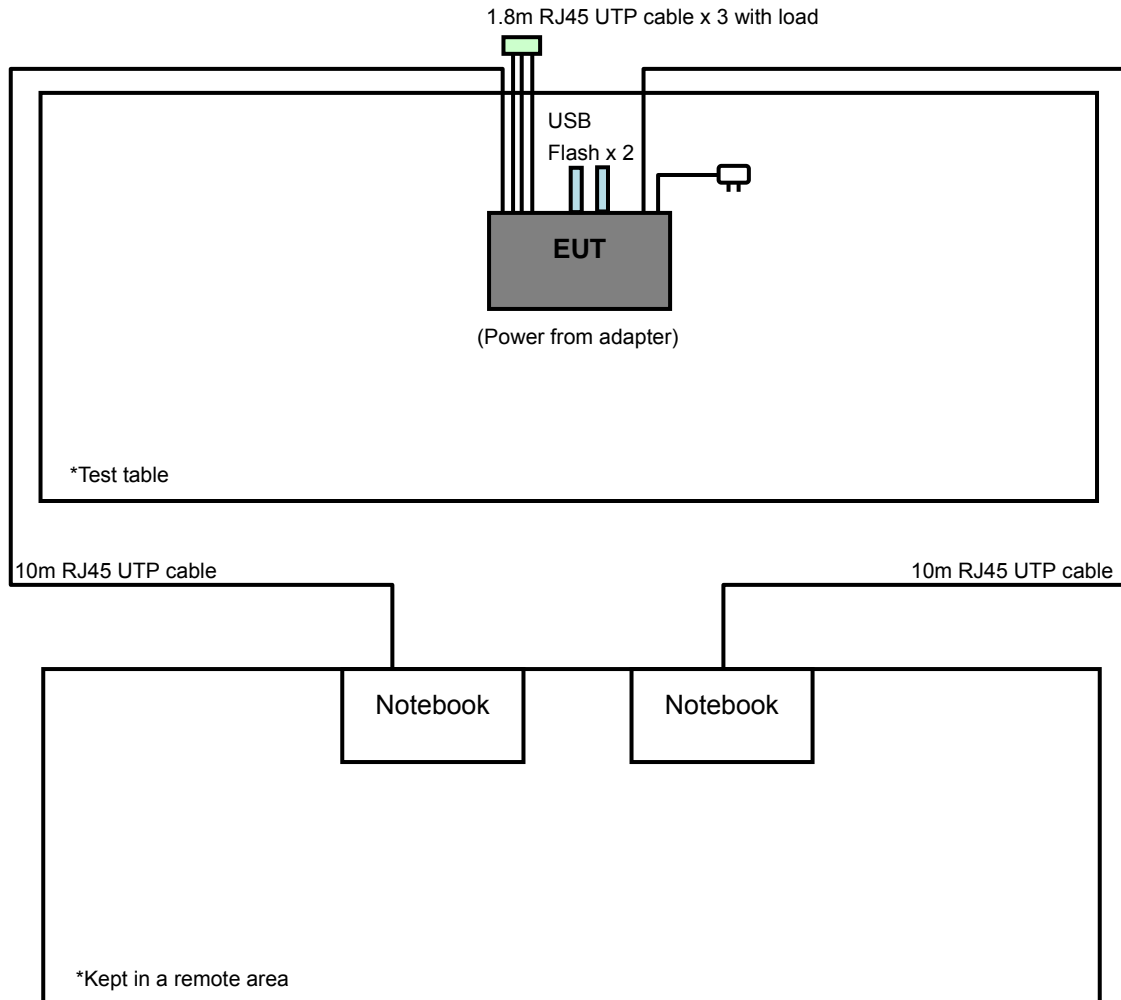 1.8m RJ45 UTP cable x 3 with load
USB
Flash x 2
EUT
(Power from adapter)
*Test table
10m RJ45 UTP cable
10m RJ45 UTP cable
Notebook
Notebook
*Kept in a remote area